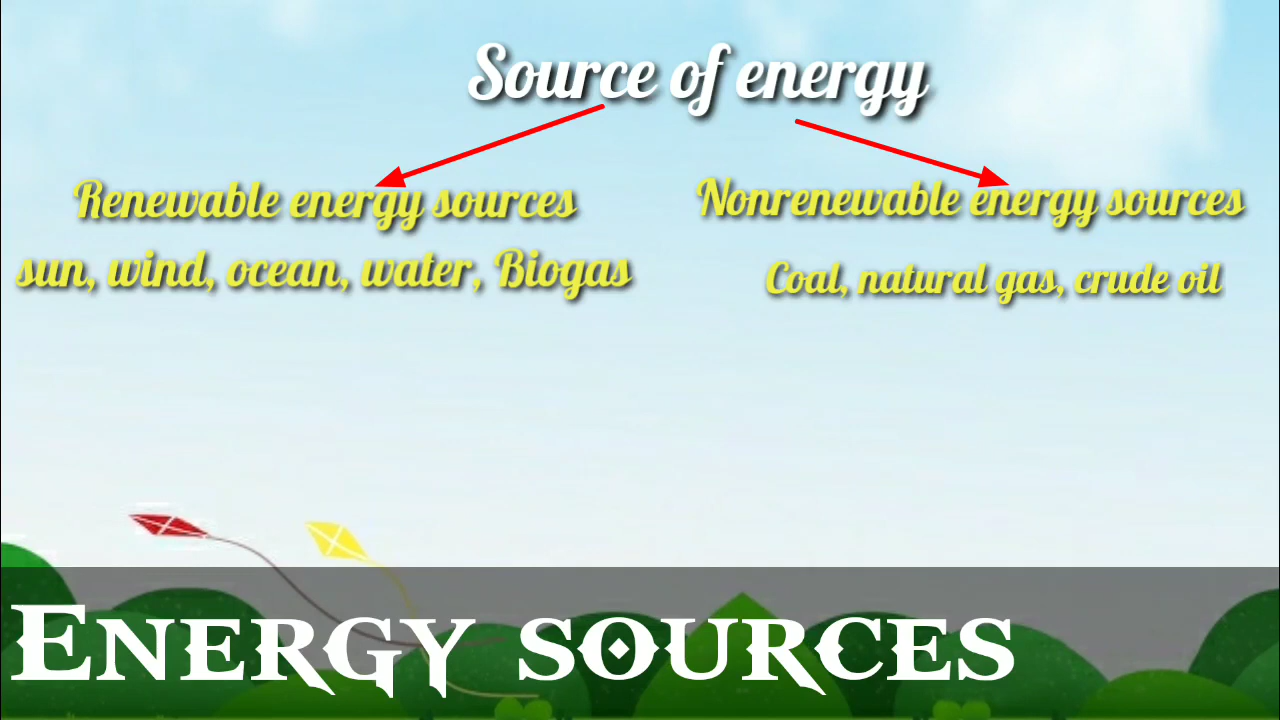 Source of energy
Renewable energy sources
sun, wind, ocean, water, Biogas
Nonrenewable energy sources
Coal, natural gas, crude oil
ENERGY SOURCES